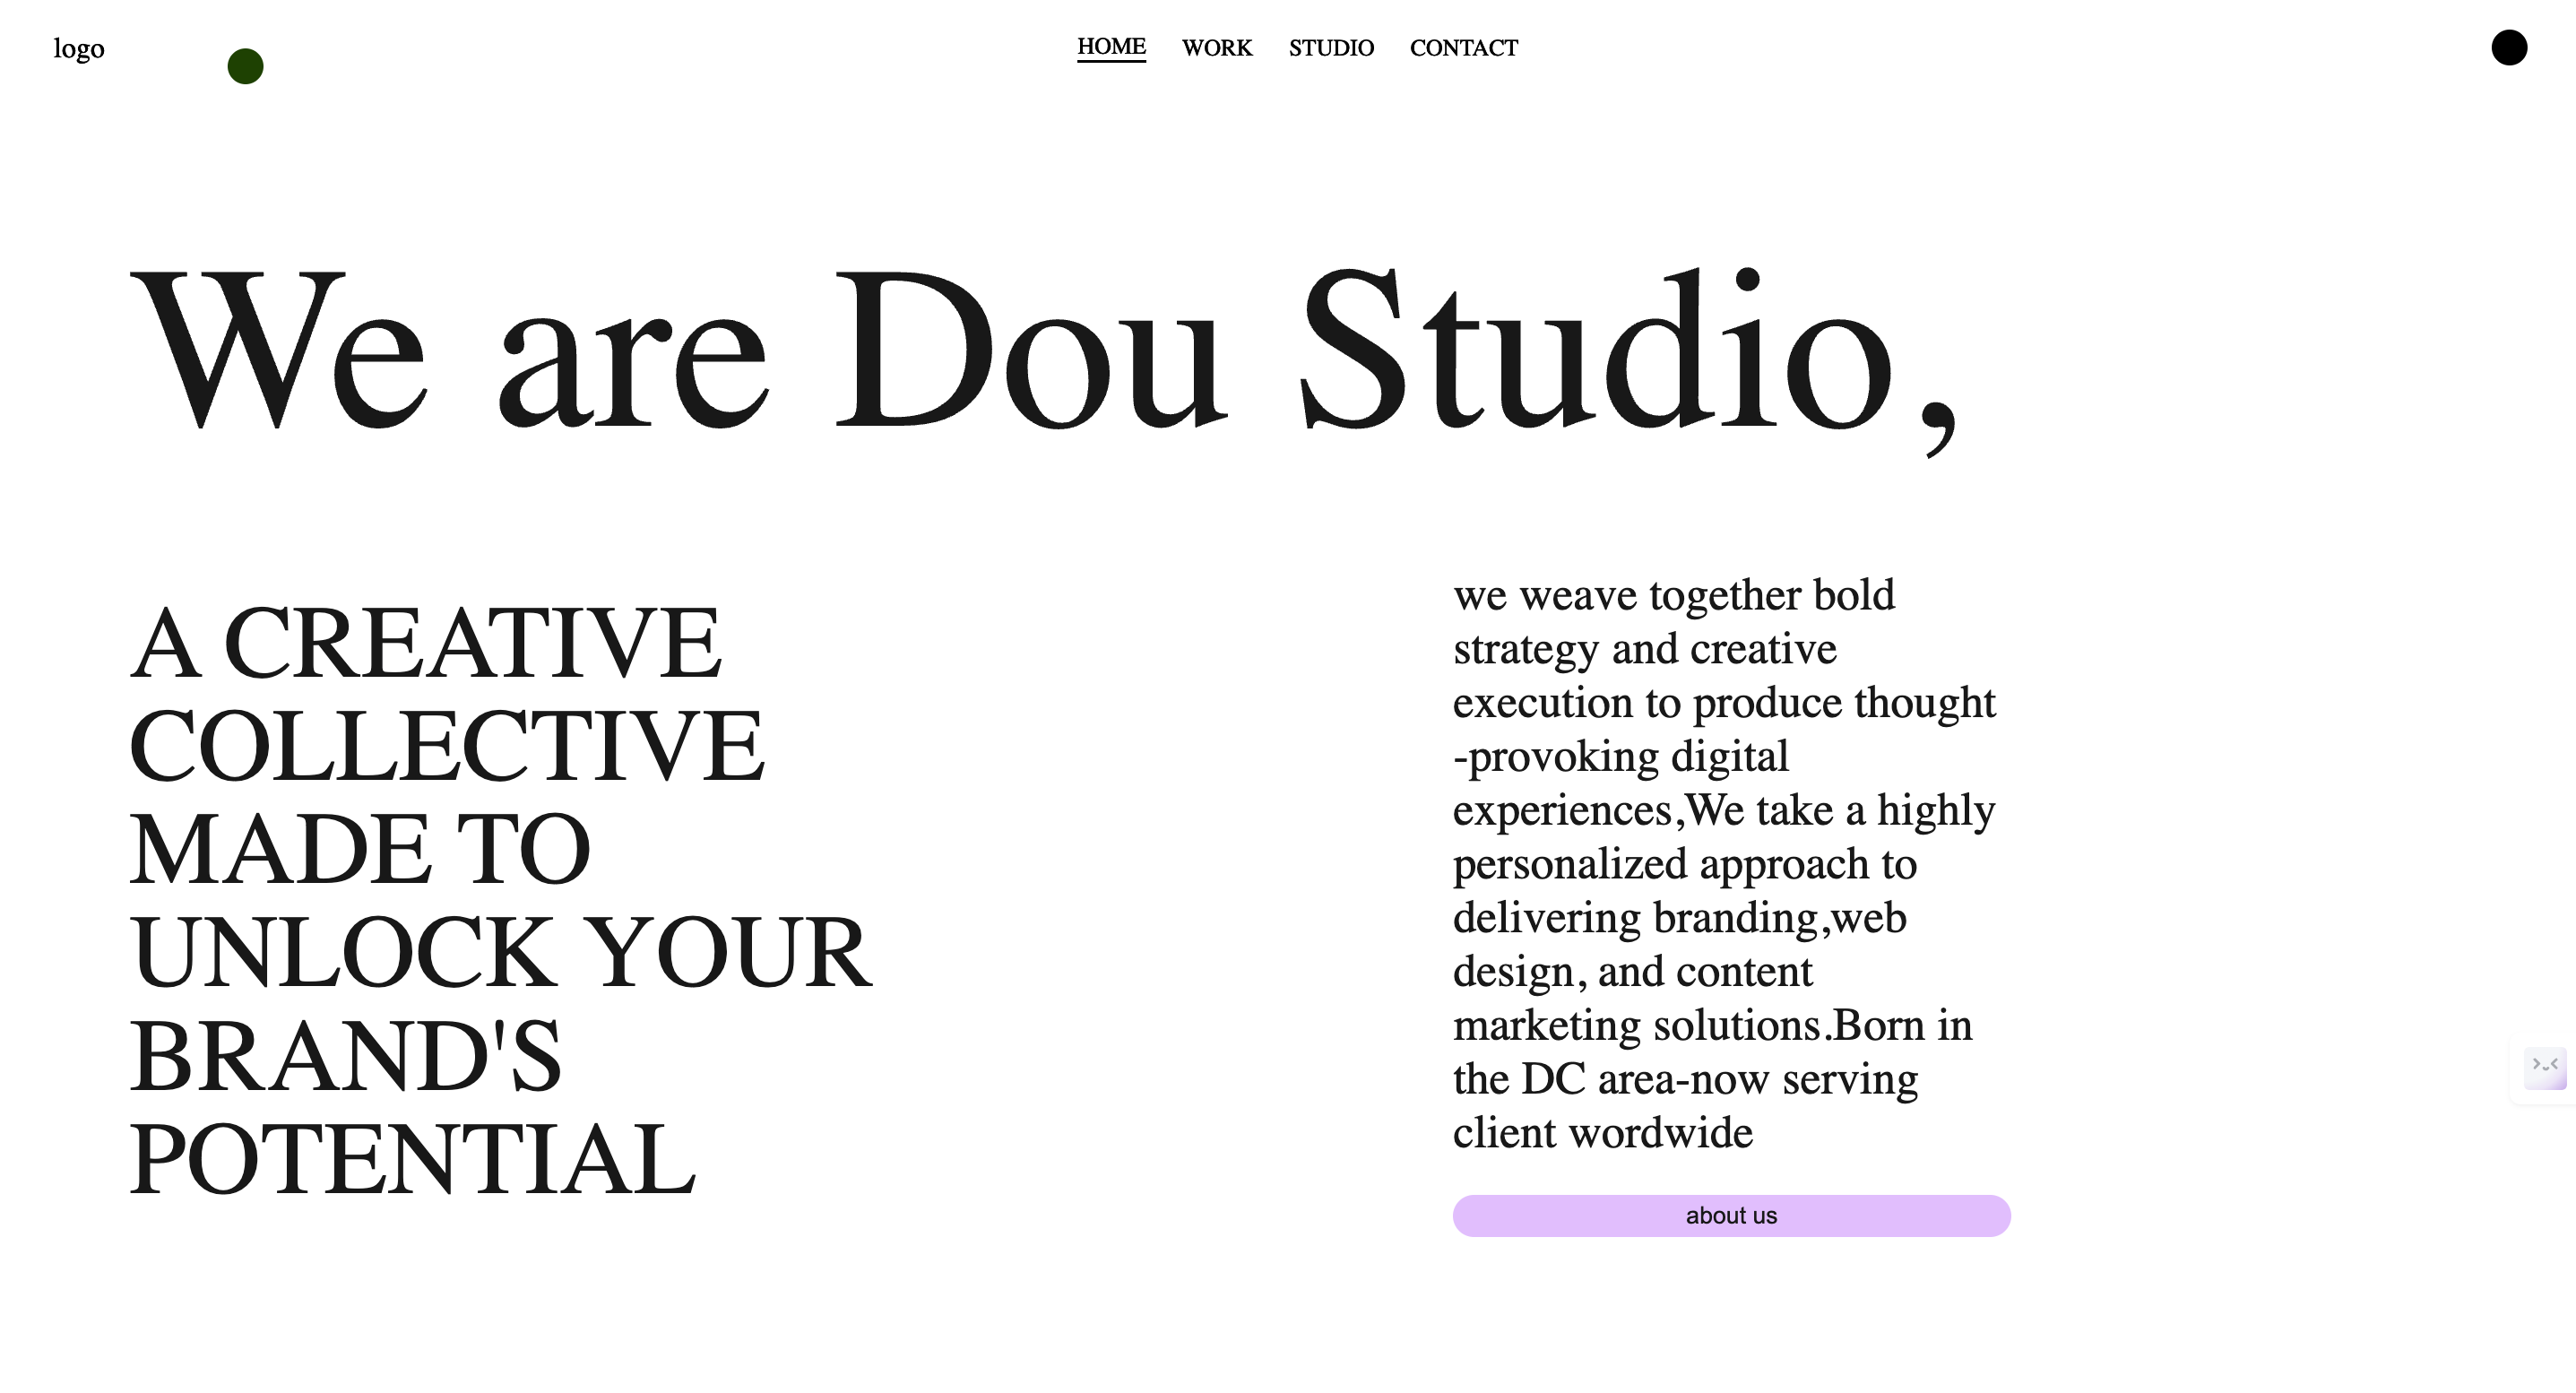 logo
HOME WORK STUDIO CONTACT
We are Dou Studio,
A CREATIVE
COLLECTIVE
MADE TO
UNLOCK YOUR
BRAND'S
POTENTIAL
we weave together bold
strategy and creative
execution to produce thought
-provoking digital
experiences,We take a highly
personalized approach to
delivering branding,web
design, and content
marketing solutions.Born in
the DC area-now serving
client wordwide
about us